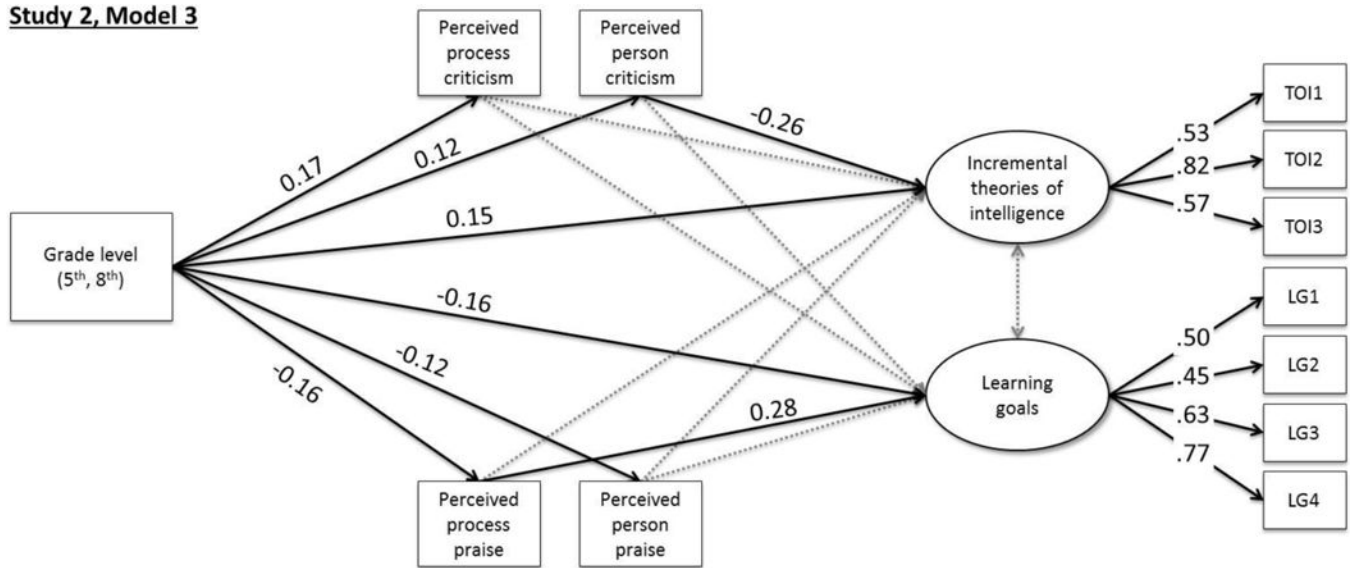 Study 2, Model 3
Perceived
process
criticism
Perceived
person
criticism
Grade level
(5th, 8th)
0.17
0.12
0.15
-0.16
-0.12
-0.16
-0.26
0.28
Perceived
process
praise
Perceived
person
praise
Incremental
theories of
intelligence
Learning
goals
.53
.82
.57
.50
.45
.63
.77
TOI1
TOI2
TOI3
LG1
LG2
LG3
LG4